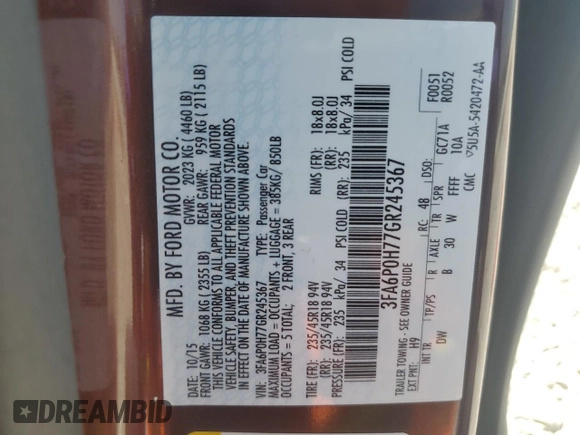 MFD. BY FORD MOTOR CO.
DATE: 10/15 GVWR: 2023 KG ( 4460 LB)
FRONT GAWR: 1068 KG ( 2355 LB) REAR GAWR: 959 KG ( 2115 LB)
THIS VEHICLE CONFORMS TO ALL APPLICABLE FEDERAL MOTOR
VEHICLE SAFETY, BUMPER, AND THEFT PREVENTION STANDARDS
IN EFFECT ON THE DATE OF MANUFACTURE SHOWN ABOVE.
VIN: 3FA6P0H77GR245367 TYPE: Passenger Car
MAXIMUM LOAD = OCCUPANTS + LUGGAGE = 385KG/ 850LB
OCCUPANTS = 5 TOTAL; 2 FRONT, 3 REAR
TIRE (FR): 235/45R18 94V RIMS (FR): 18x8.0J
(RR): 235/45R18 94V (RR): 18x8.0J
PRESSURE (FR): 235 kPa/ 34 PSI COLD (RR): 235 kPa/ 34 PSI COLD
3FA6P0H77GR245367
TRAILER TOWING - SEE OWNER GUIDE
F0051
R0052
EXT PNT: H9 RC: 48 DSO: GC71A
INT TR TP/PS R AXLE TR SPR
DW B 30 W FFFF 10A
5U5A-5420472-AA
DREAMBID